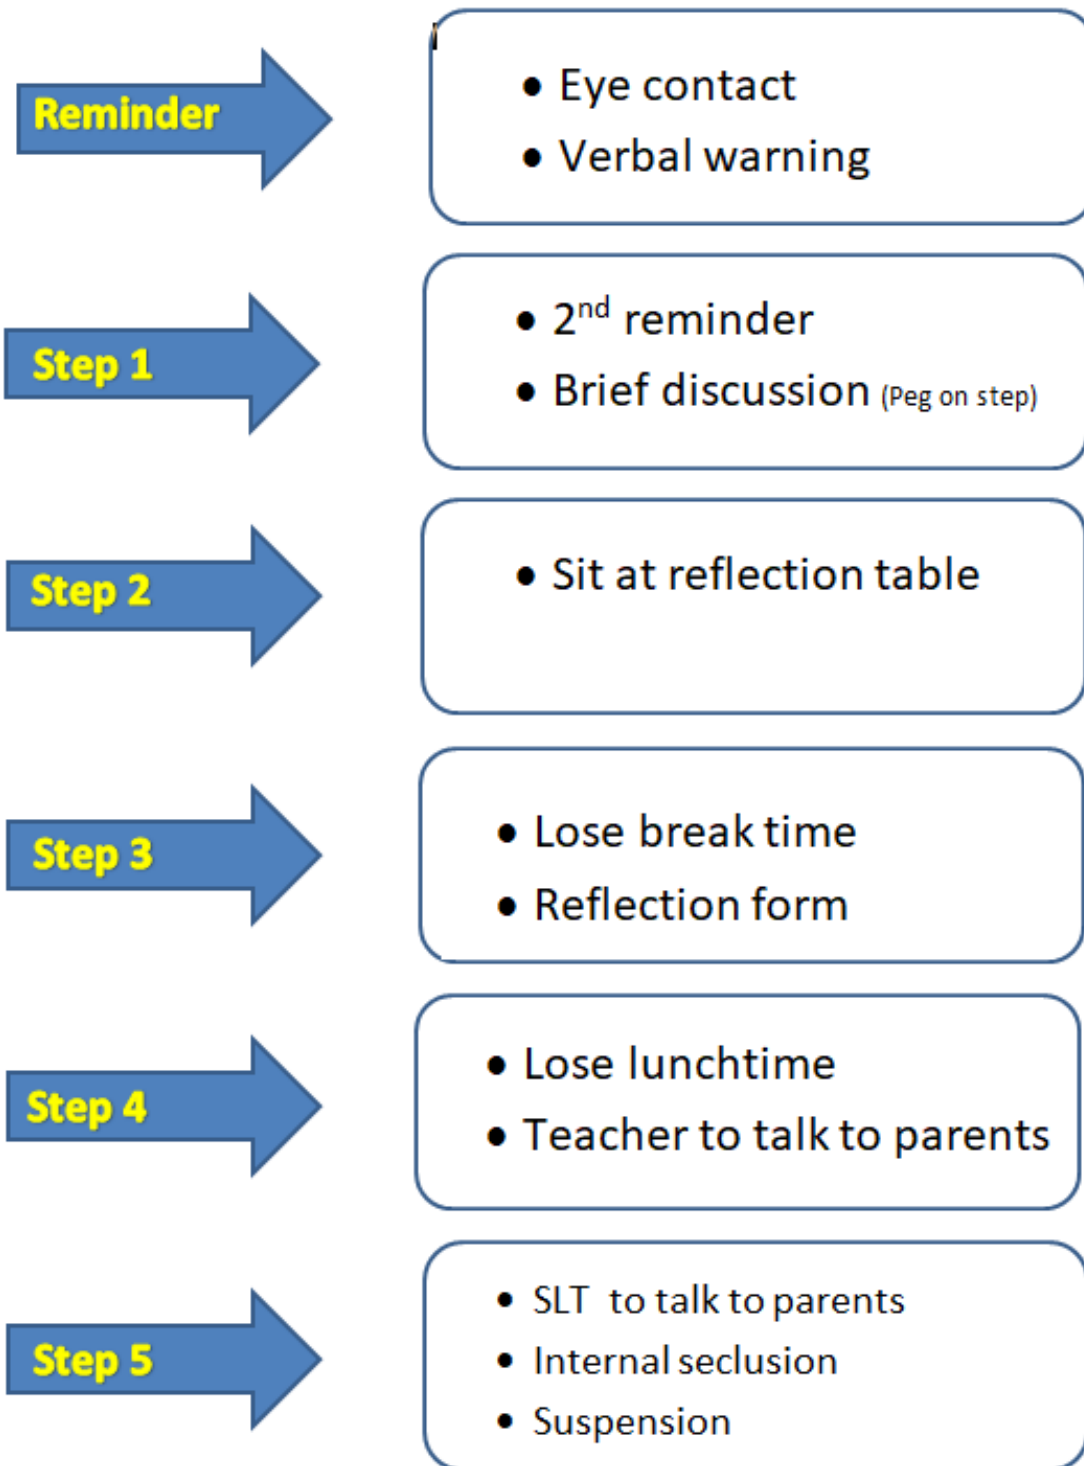 Reminder
• Eye contact
• Verbal warning
Step 1
• 2nd reminder
• Brief discussion (Peg on step)
Step 2
• Sit at reflection table
Step 3
• Lose break time
• Reflection form
Step 4
• Lose lunchtime
• Teacher to talk to parents
Step 5
• SLT to talk to parents
• Internal seclusion
• Suspension